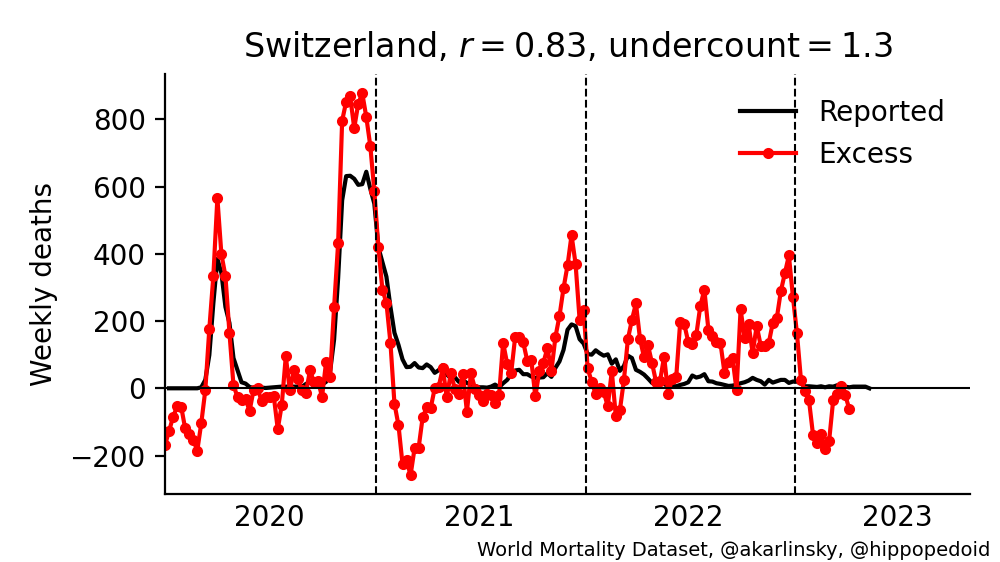 Switzerland, r = 0.83, undercount = 1.3
Reported
Excess
Weekly deaths
800
600
400
200
0
−200
2020 2021 2022 2023
World Mortality Dataset, @akarlinsky, @hippopedoid